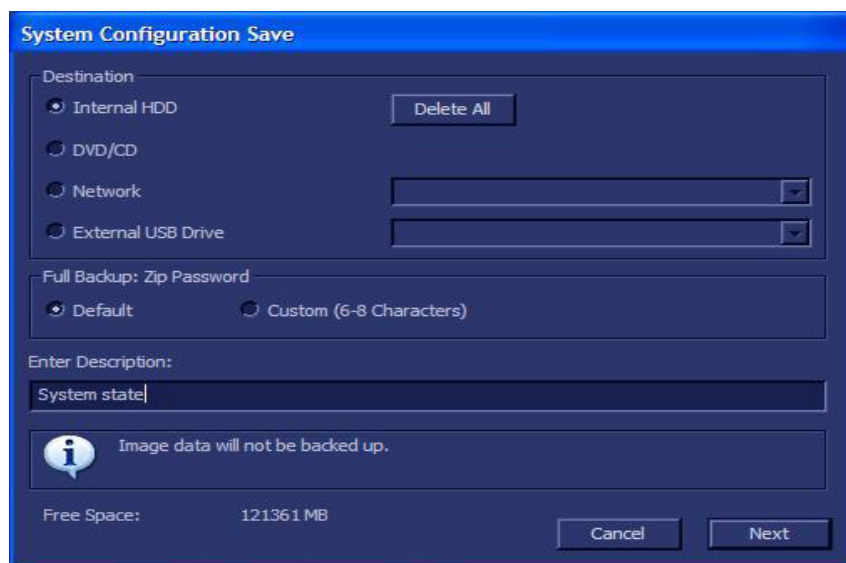 System Configuration Save
Destination
Internal HDD
Delete All
DVD/CD
Network
External USB Drive
Full Backup: Zip Password
Default
Custom (6-8 Characters)
Enter Description:
System state
Image data will not be backed up.
Free Space:
121361 MB
Cancel
Next